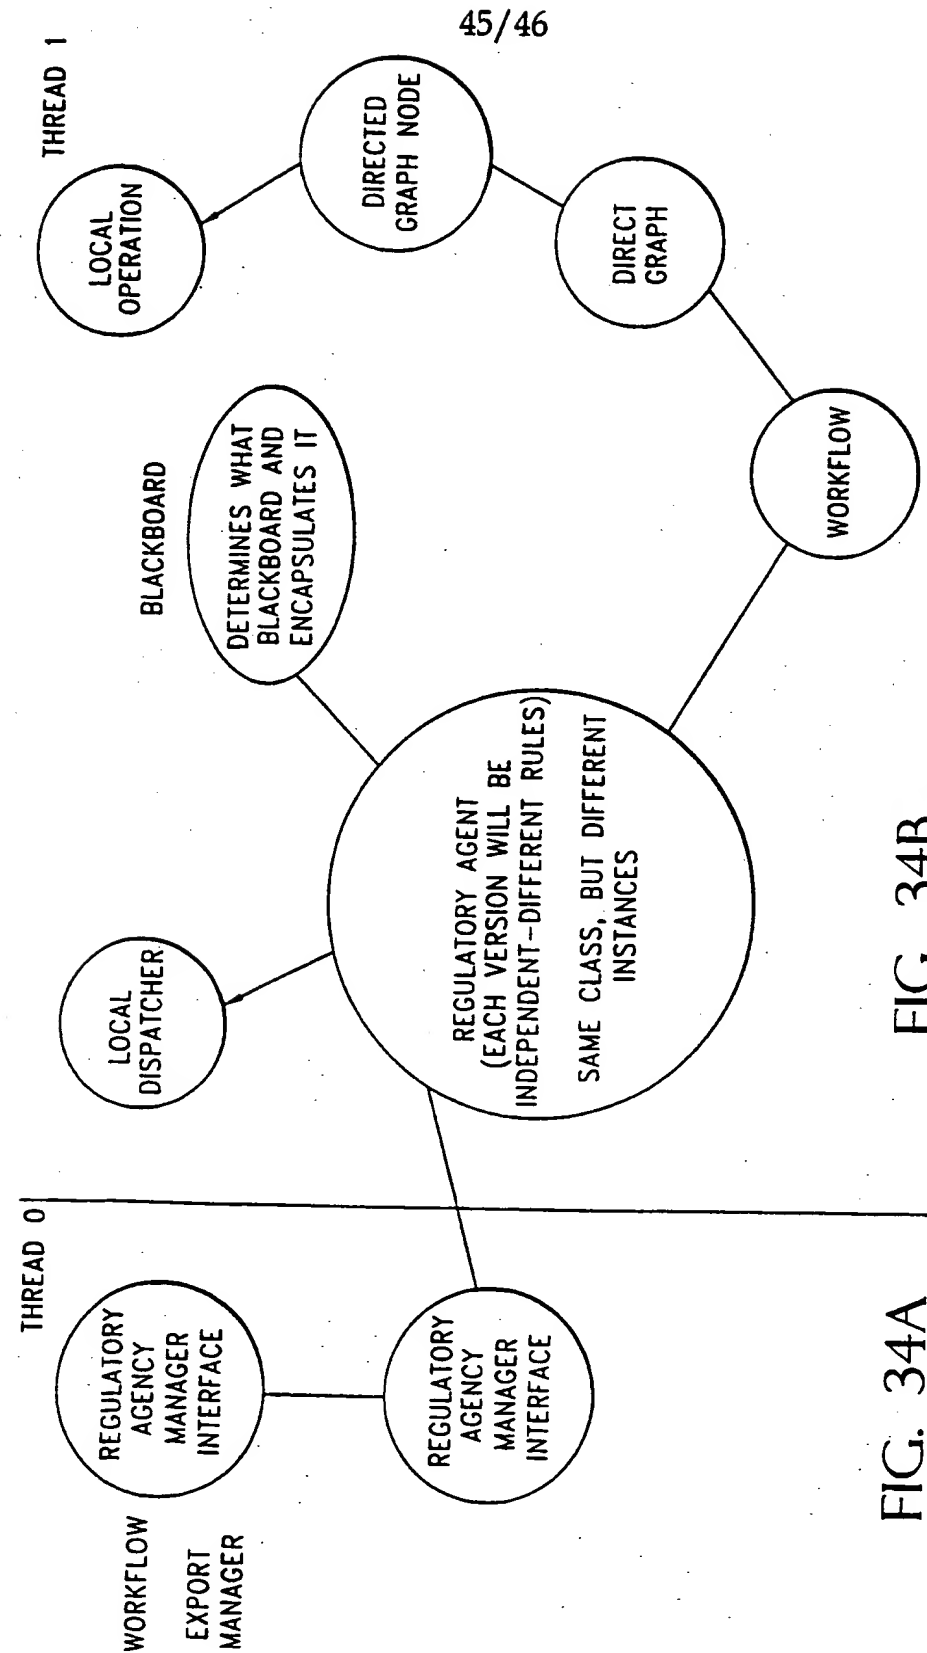 45/46
THREAD 0
THREAD 1
WORKFLOW
EXPORT
MANAGER
REGULATORY
AGENCY
MANAGER
INTERFACE
REGULATORY
AGENCY
MANAGER
INTERFACE
LOCAL
DISPATCHER
REGULATORY AGENT
(EACH VERSION WILL BE
INDEPENDENT-DIFFERENT RULES)
SAME CLASS, BUT DIFFERENT
INSTANCES
BLACKBOARD
DETERMINES WHAT
BLACKBOARD AND
ENCAPSULATES IT
LOCAL
OPERATION
DIRECTED
GRAPH NODE
DIRECT
GRAPH
WORKFLOW
FIG. 34A
FIG. 34B